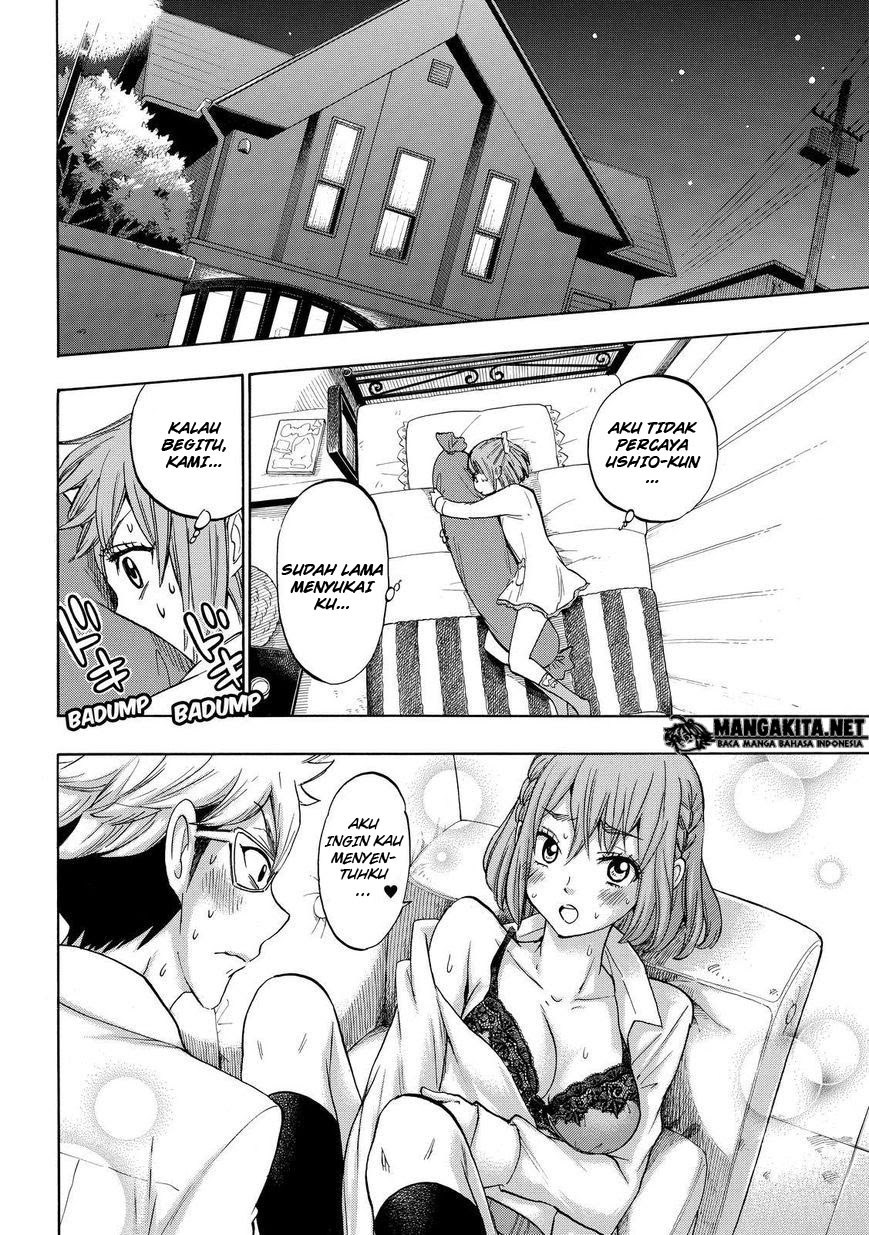 AKU TIDAK
PERCAYA
USHIO-KUN
...
SUDAH LAMA
MENYUKAI
KU...
KALAU
BEGITU,
KAMI...
ドキ
BADUMP
ドキ
BADUMP
MANGAKITA.NET
BACA MANGA BAHASA INDONESIA
AKU
INGIN KAU
MENYEN-
TUHKU
... ♥